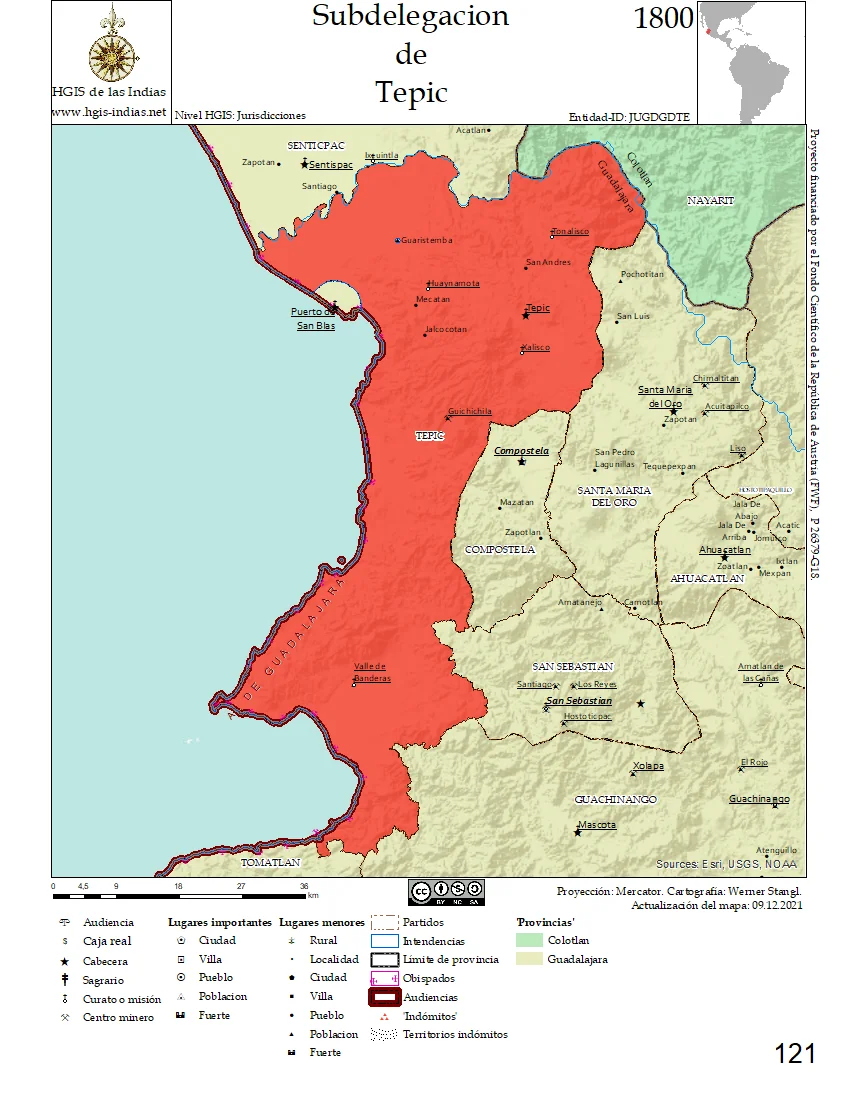 Subdelegacion
de
Tepic
1800
HGIS de las Indias
www.hgis-indias.net
Nivel HGIS: Jurisdicciones
Entidad-ID: JUGDGDTE
Acatlan
SENTICPAC
Ixcuintla
Zapotan
Sentispac
Santiago
Colotlan
Guadalajara
NAYARIT
Guaristemba
Tonalisco
San Andres
Pochotitan
Huaynamota
Mecatan
Puerto de
San Blas
Tepic
San Luis
Jalcocotan
Xalisco
Chimaltitan
Santa Maria
del Oro
Acuitapilco
Guichichila
Zapotan
TEPIC
Compostela
San Pedro
Lagunillas
Tequepexpan
Liso
SANTA MARIA
DEL ORO
HOSTOTIPAQUILLO
Mazatan
Jala De
Abajo
Jala De
Arriba
Jomulco
Acatic
Zapotlan
COMPOSTELA
Ahuacatlan
Zoatlan
Ixtlan
Mexpan
AHUACATLAN
Amatanejo
Camotlan
A. DE GUADALAJARA
Valle de
Banderas
SAN SEBASTIAN
Amatlan de
las Cañas
Santiago
Los Reyes
San Sebastian
Hostoticpac
Xolapa
El Rojo
GUACHINANGO
Guachinango
Mascota
Atenguillo
TOMATLAN
Sources: Esri, USGS, NOAA
Proyecto financiado por el Fondo Científico de la República de Austria (FWF), P 26379-G18.
0 4,5 9 18 27 36
km
CC BY NC SA
Proyección: Mercator. Cartografía: Werner Stangl.
Actualización del mapa: 09.12.2021
Audiencia
Caja real
Cabecera
Sagrario
Curato o misión
Centro minero
Lugares importantes
Ciudad
Villa
Pueblo
Poblacion
Fuerte
Lugares menores
Rural
Localidad
Ciudad
Villa
Pueblo
Poblacion
Fuerte
Partidos
Intendencias
Límite de provincia
Obispados
Audiencias
'Indómitos'
Territorios indómitos
'Provincias'
Colotlan
Guadalajara
121